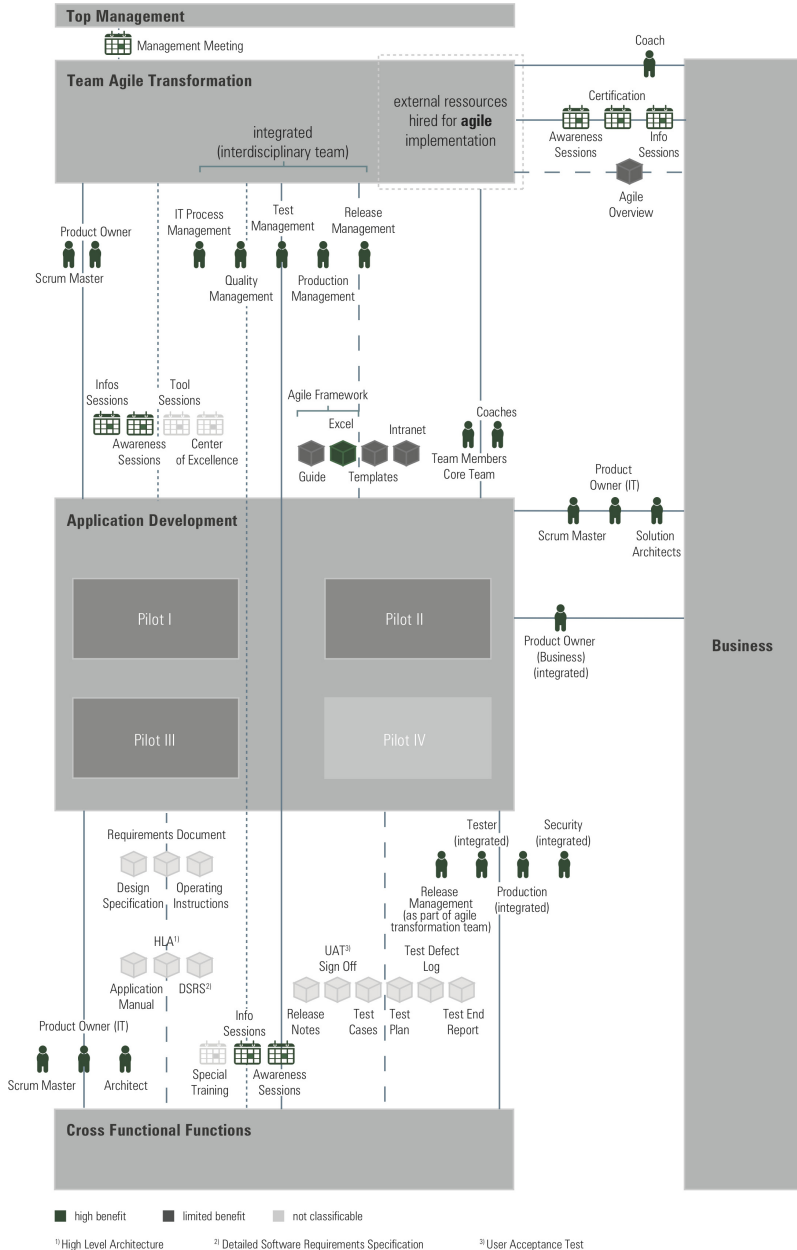 Top Management
Management Meeting
Team Agile Transformation
external ressources
hired for agile
implementation
integrated
(interdisciplinary team)
Coach
Certification
Awareness
Sessions
Info
Sessions
Agile
Overview
Product Owner
Scrum Master
IT Process
Management
Test
Management
Release
Management
Quality
Management
Production
Management
Infos
Sessions
Tool
Sessions
Awareness
Sessions
Center
of Excellence
Agile Framework
Excel
Intranet
Guide
Templates
Coaches
Team Members
Core Team
Product
Owner (IT)
Scrum Master
Solution
Architects
Application Development
Pilot I
Pilot II
Pilot III
Pilot IV
Product Owner
(Business)
(integrated)
Business
Requirements Document
Design
Specification
Operating
Instructions
HLA1)
Application
Manual
DSRS2)
Product Owner (IT)
Scrum Master
Architect
Info
Sessions
Special
Training
Awareness
Sessions
Tester
(integrated)
Security
(integrated)
Release
Management
(as part of agile
transformation team)
Production
(integrated)
UAT3)
Sign Off
Test Defect
Log
Release
Notes
Test
Cases
Test
Plan
Test End
Report
Cross Functional Functions
high benefit
limited benefit
not classificable
1) High Level Architecture
2) Detailed Software Requirements Specification
3) User Acceptance Test